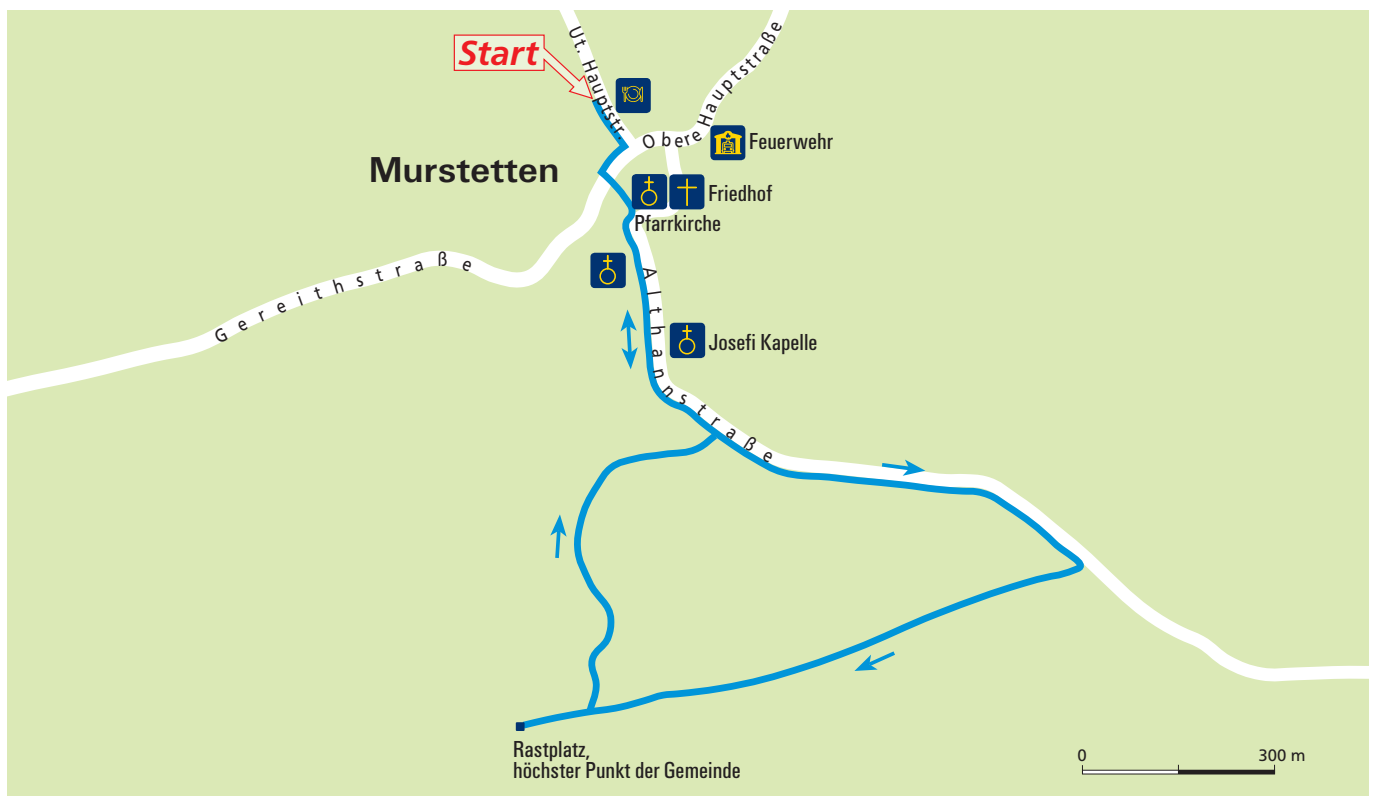 Ut. Hauptstr.
Obere Hauptstraße
Start
Feuerwehr
Murstetten
Friedhof
Pfarrkirche
Gereithstraße
Althannstraße
Josefi Kapelle
Rastplatz,
höchster Punkt der Gemeinde
0 300 m